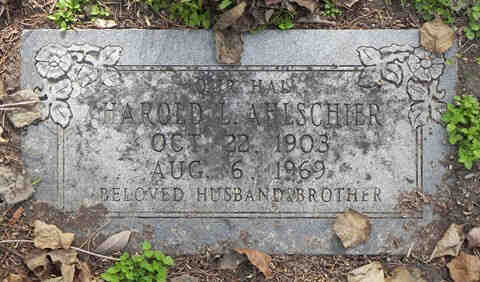 OUR HAL
HAROLD L. AHLSCHIER
OCT. 22, 1903
AUG. 6, 1969
BELOVED HUSBAND&BROTHER